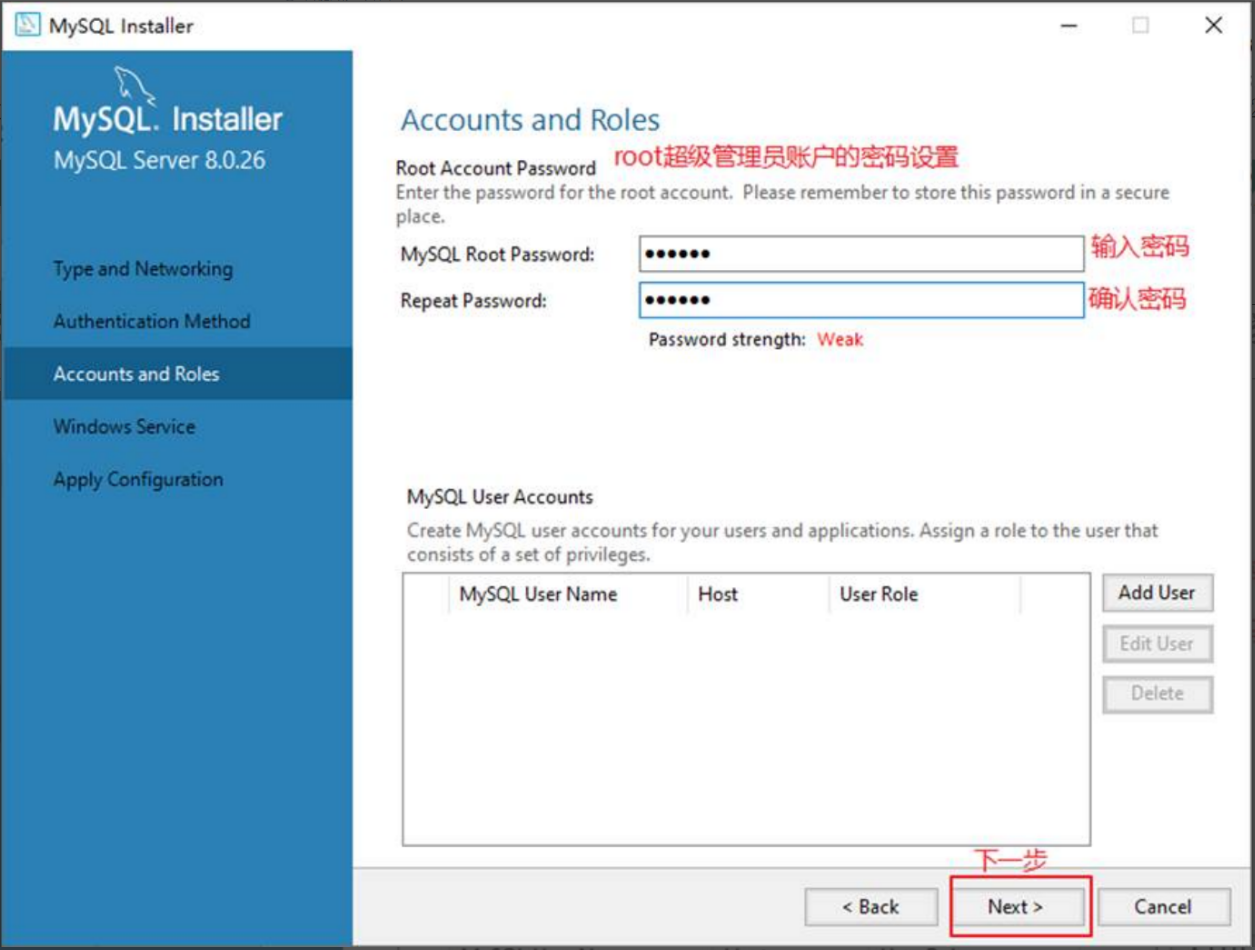 MySQL Installer
MySQL. Installer
MySQL Server 8.0.26
Type and Networking
Authentication Method
Accounts and Roles
Windows Service
Apply Configuration
Accounts and Roles
Root Account Password root超级管理员账户的密码设置
Enter the password for the root account. Please remember to store this password in a secure
place.
MySQL Root Password: ●●●●●● 输入密码
Repeat Password: ●●●●●● 确认密码
Password strength: Weak
MySQL User Accounts
Create MySQL user accounts for your users and applications. Assign a role to the user that
consists of a set of privileges.
MySQL User Name Host User Role
Add User
Edit User
Delete
下一步
< Back Next > Cancel